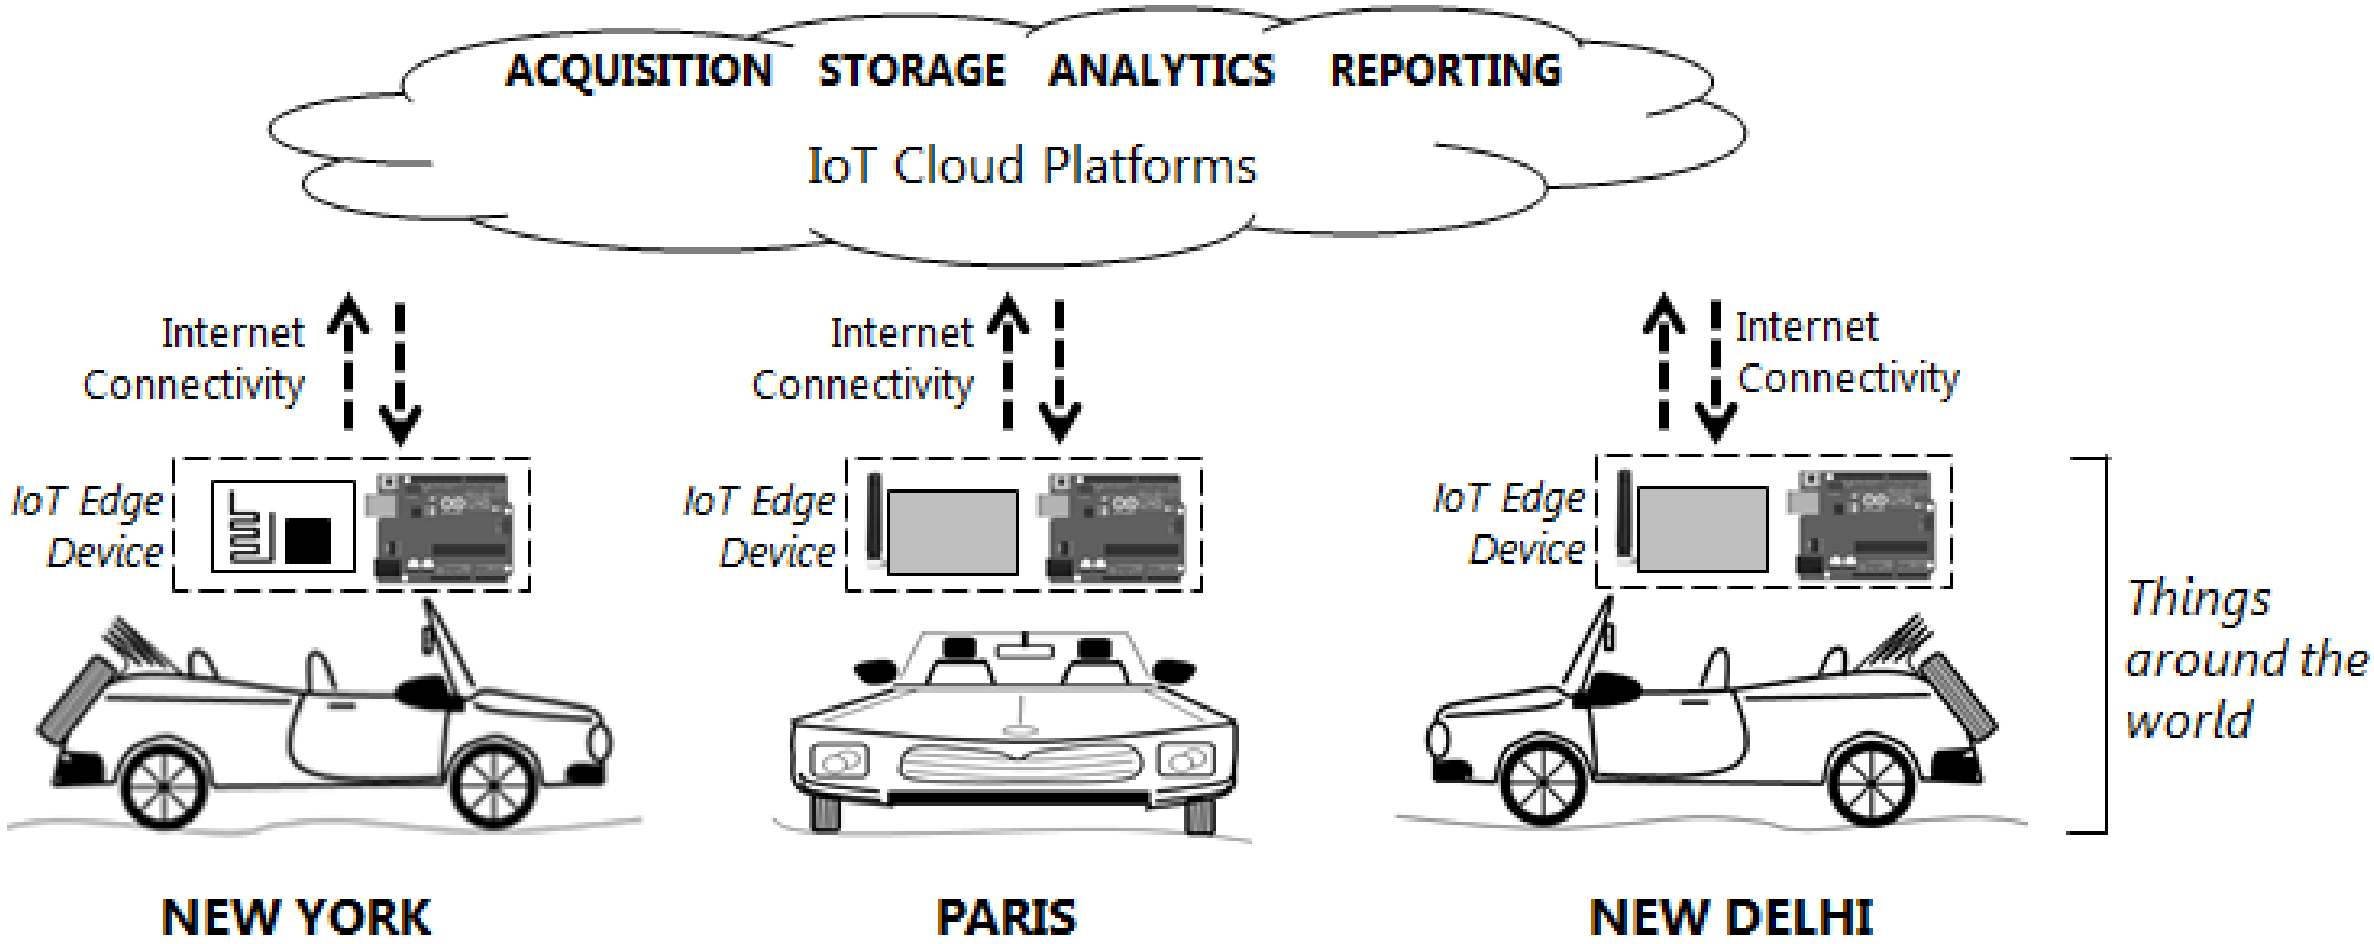 ACQUISITION STORAGE ANALYTICS REPORTING
IoT Cloud Platforms
Internet
Connectivity
Internet
Connectivity
Internet
Connectivity
IoT Edge
Device
IoT Edge
Device
IoT Edge
Device
Things
around the
world
NEW YORK
PARIS
NEW DELHI